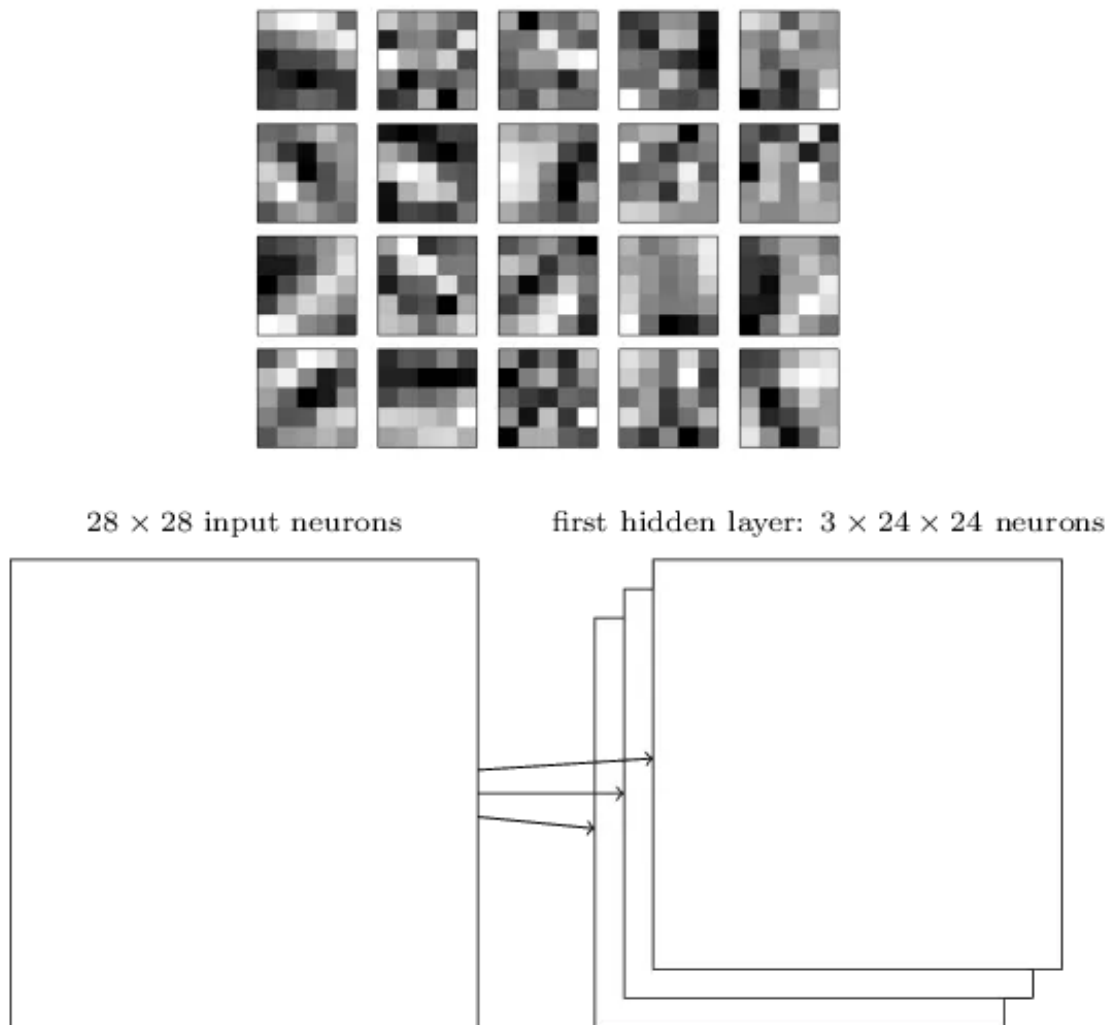 28 × 28 input neurons
first hidden layer: 3 × 24 × 24 neurons